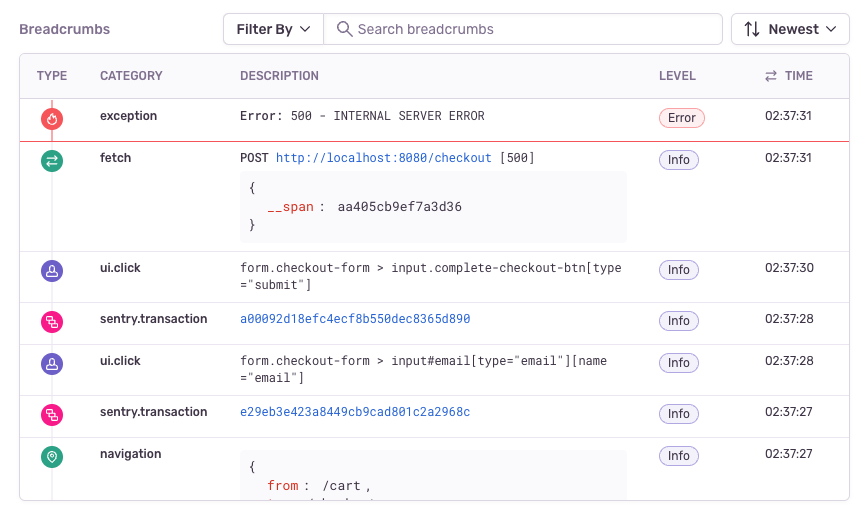 Breadcrumbs Filter By Search breadcrumbs Newest
TYPE CATEGORY DESCRIPTION LEVEL TIME
exception Error: 500 - INTERNAL SERVER ERROR Error 02:37:31
fetch POST http://localhost:8080/checkout [500] Info 02:37:31
{
__span : aa405cb9ef7a3d36
}
ui.click form.checkout-form > input.complete-checkout-btn[type Info 02:37:30
="submit"]
sentry.transaction a00092d18efc4ecf8b550dec8365d890 Info 02:37:28
ui.click form.checkout-form > input#email[type="email"][name Info 02:37:28
="email"]
sentry.transaction e29eb3e423a8449cb9cad801c2a2968c Info 02:37:27
navigation Info 02:37:27
{
from : /cart ,